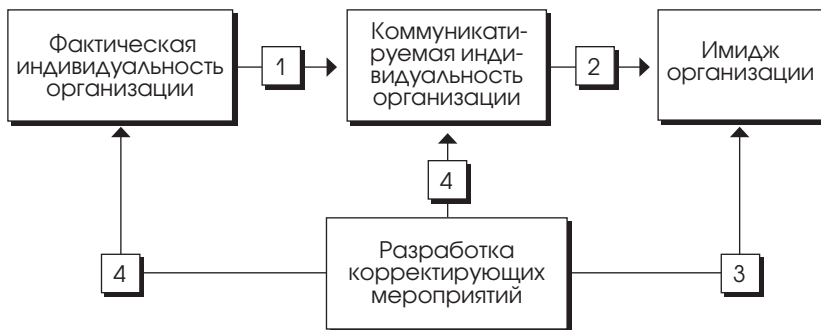 Фактическая
индивидуальность
организации
1
Коммуникати-
руемая инди-
видуальность
организации
2
Имидж
организации
4
Разработка
корректирующих
мероприятий
4
3